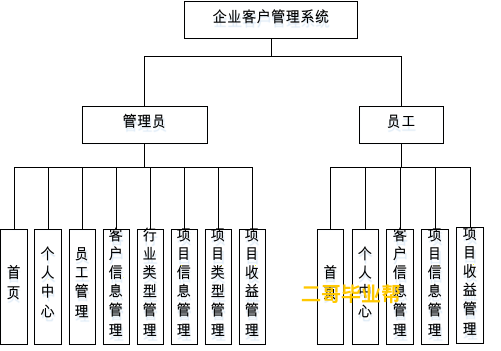 企业客户管理系统
管理员
员工
首页
个人中心
员工管理
客户信息管理
行业类型管理
项目信息管理
项目类型管理
项目收益管理
首页
个人中心
客户信息管理
项目信息管理
项目收益管理
二哥毕业帮